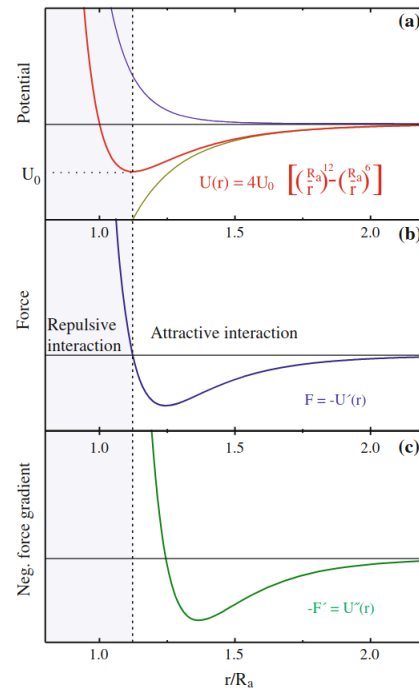 (a)
Potential
U₀
U(r) = 4U₀ [(Rₐ/r)¹²-(Rₐ/r)⁶]
1.0 1.5 2.0
(b)
Force
Repulsive interaction
Attractive interaction
F = -U´(r)
1.0 1.5 2.0
(c)
Neg. force gradient
-F´ = U˝(r)
1.0 1.5 2.0
r/Rₐ